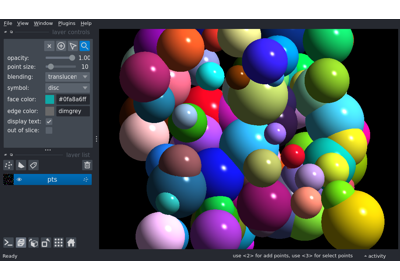 File View Window Plugins Help
layer controls
opacity: 1.00
point size: 10
blending: translucen
symbol: disc
face color: #0fa8a6ff
edge color: dimgrey
display text:
out of slice:
layer list
pts
Ready use <2> for add points, use <3> for select points activity